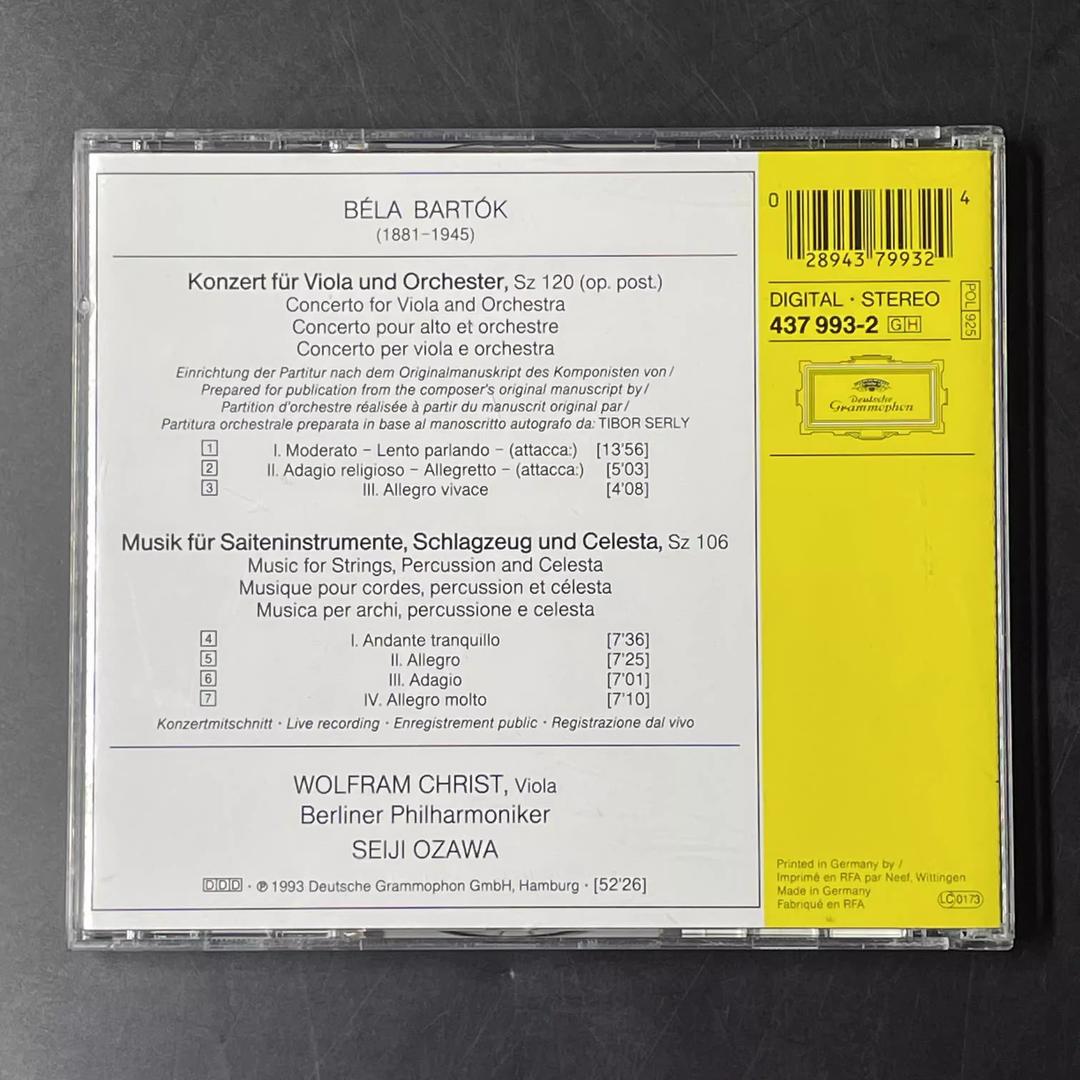 BÉLA BARTÓK
(1881–1945)
Konzert für Viola und Orchester, Sz 120 (op. post.)
Concerto for Viola and Orchestra
Concerto pour alto et orchestre
Concerto per viola e orchestra
Einrichtung der Partitur nach dem Originalmanuskript des Komponisten von/
Prepared for publication from the composer's original manuscript by/
Partition d'orchestre réalisée à partir du manuscrit original par/
Partitura orchestrale preparata in base al manoscritto autografo da: TIBOR SERLY
1 I. Moderato – Lento parlando – (attacca:) [13'56]
2 II. Adagio religioso – Allegretto – (attacca:) [5'03]
3 III. Allegro vivace [4'08]
Musik für Saiteninstrumente, Schlagzeug und Celesta, Sz 106
Music for Strings, Percussion and Celesta
Musique pour cordes, percussion et célesta
Musica per archi, percussione e celesta
4 I. Andante tranquillo [7'36]
5 II. Allegro [7'25]
6 III. Adagio [7'01]
7 IV. Allegro molto [7'10]
Konzertmitschnitt · Live recording · Enregistrement public · Registrazione dal vivo
WOLFRAM CHRIST, Viola
Berliner Philharmoniker
SEIJI OZAWA
DDD · ℗ 1993 Deutsche Grammophon GmbH, Hamburg · [52'26]
0 28943 79932 4
DIGITAL · STEREO
437 993-2 GH
POL 925
Deutsche
Grammophon
Printed in Germany by /
Imprimé en RFA par Neef, Wittingen
Made in Germany
Fabriqué en RFA
LC 0173